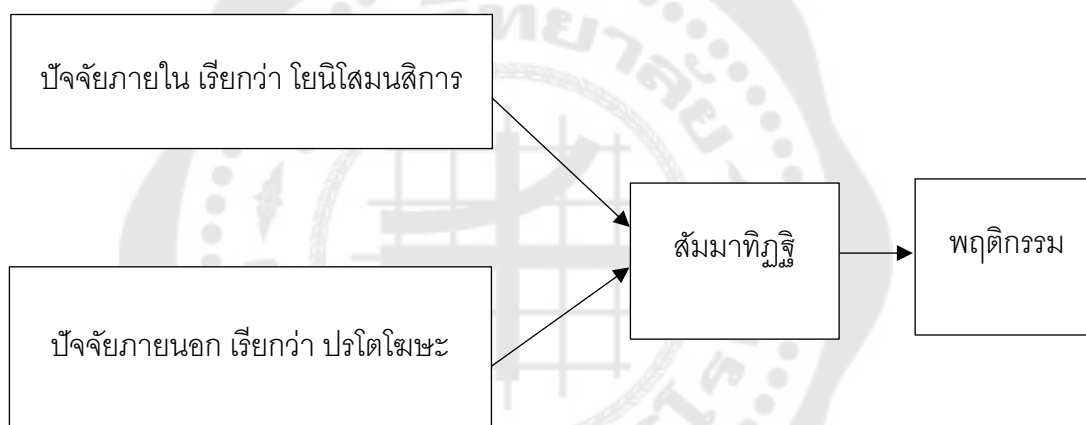 ปัจจัยภายใน เรียกว่า โยนิโสมนสิการ
สัมมาทิฏฐิ
พฤติกรรม
ปัจจัยภายนอก เรียกว่า ปรโตโฆษะ